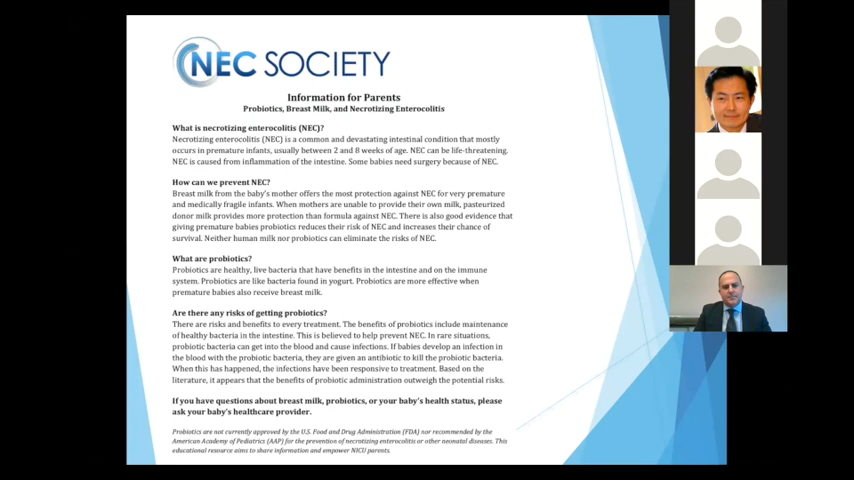 NEC SOCIETY
Information for Parents
Probiotics, Breast Milk, and Necrotizing Enterocolitis
What is necrotizing enterocolitis (NEC)?
Necrotizing enterocolitis (NEC) is a common and devastating intestinal condition that mostly
occurs in premature infants, usually between 2 and 8 weeks of age. NEC can be life-threatening.
NEC is caused from inflammation of the intestine. Some babies need surgery because of NEC.
How can we prevent NEC?
Breast milk from the baby's mother offers the most protection against NEC for very premature
and medically fragile infants. When mothers are unable to provide their own milk, pasteurized
donor milk provides more protection than formula against NEC. There is also good evidence that
giving premature babies probiotics reduces their risk of NEC and increases their chance of
survival. Neither human milk nor probiotics can eliminate the risks of NEC.
What are probiotics?
Probiotics are healthy, live bacteria that have benefits in the intestine and on the immune
system. Probiotics are like bacteria found in yogurt. Probiotics are more effective when
premature babies also receive breast milk.
Are there any risks of getting probiotics?
There are risks and benefits to every treatment. The benefits of probiotics include maintenance
of healthy bacteria in the intestine. This is believed to help prevent NEC. In rare situations,
probiotic bacteria can get into the blood and cause infections. If babies develop an infection in
the blood with the probiotic bacteria, they are given an antibiotic to kill the probiotic bacteria.
When this has happened, the infections have been responsive to treatment. Based on the
literature, it appears that the benefits of probiotic administration outweigh the potential risks.
If you have questions about breast milk, probiotics, or your baby's health status, please
ask your baby's healthcare provider.
Probiotics are not currently approved by the U.S. Food and Drug Administration (FDA) nor recommended by the
American Academy of Pediatrics (AAP) for the prevention of necrotizing enterocolitis or other neonatal diseases. This
educational resource aims to share information and empower NICU parents.